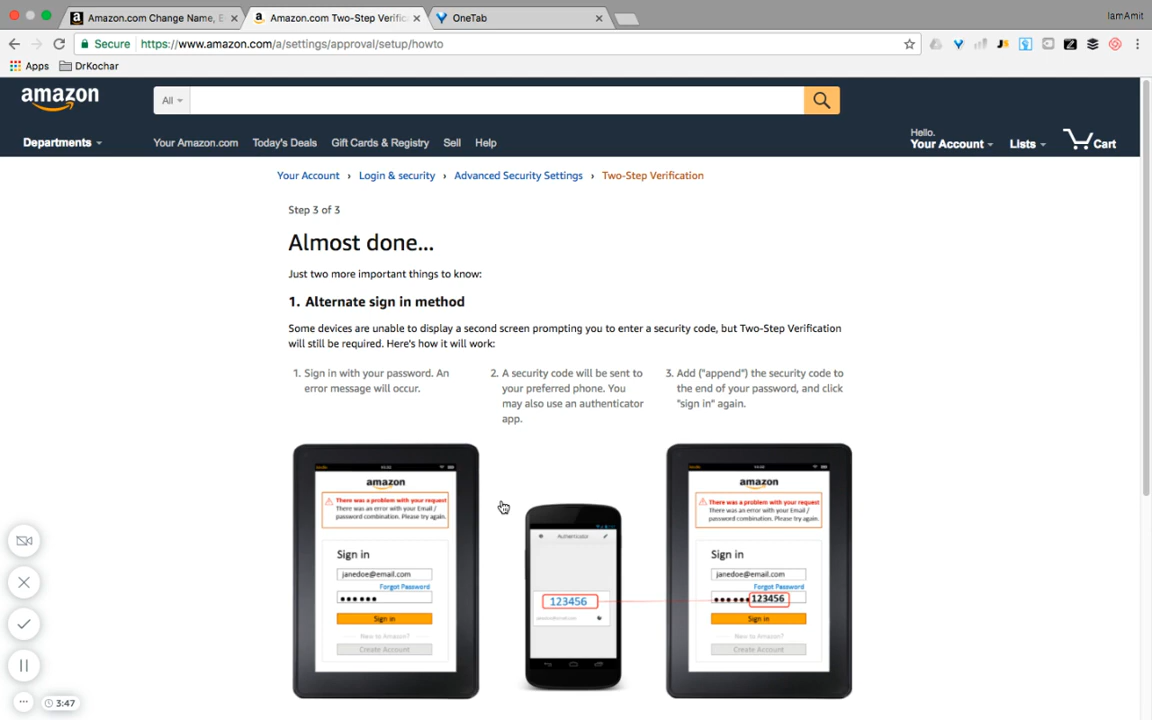 Amazon.com Change Name, E
Amazon.com Two-Step Verific
OneTab
IamAmit
Secure
https://www.amazon.com/a/settings/approval/setup/howto
Apps
DrKochar
amazon
All
Departments
Your Amazon.com
Today's Deals
Gift Cards & Registry
Sell
Help
Hello.
Your Account
Lists
Cart
Your Account › Login & security › Advanced Security Settings › Two-Step Verification
Step 3 of 3
Almost done...
Just two more important things to know:
1. Alternate sign in method
Some devices are unable to display a second screen prompting you to enter a security code, but Two-Step Verification
will still be required. Here's how it will work:
1. Sign in with your password. An
error message will occur.
2. A security code will be sent to
your preferred phone. You
may also use an authenticator
app.
3. Add ("append") the security code to
the end of your password, and click
"sign in" again.
amazon
There was a problem with your request
There was an error with your Email /
password combination. Please try again.
Sign in
janedoe@email.com
Forgot Password
Sign in
New to Amazon?
Create Account
Authenticator
123456
amazon
There was a problem with your request
There was an error with your Email /
password combination. Please try again.
Sign in
janedoe@email.com
Forgot Password
123456
Sign in
New to Amazon?
Create Account
3:47